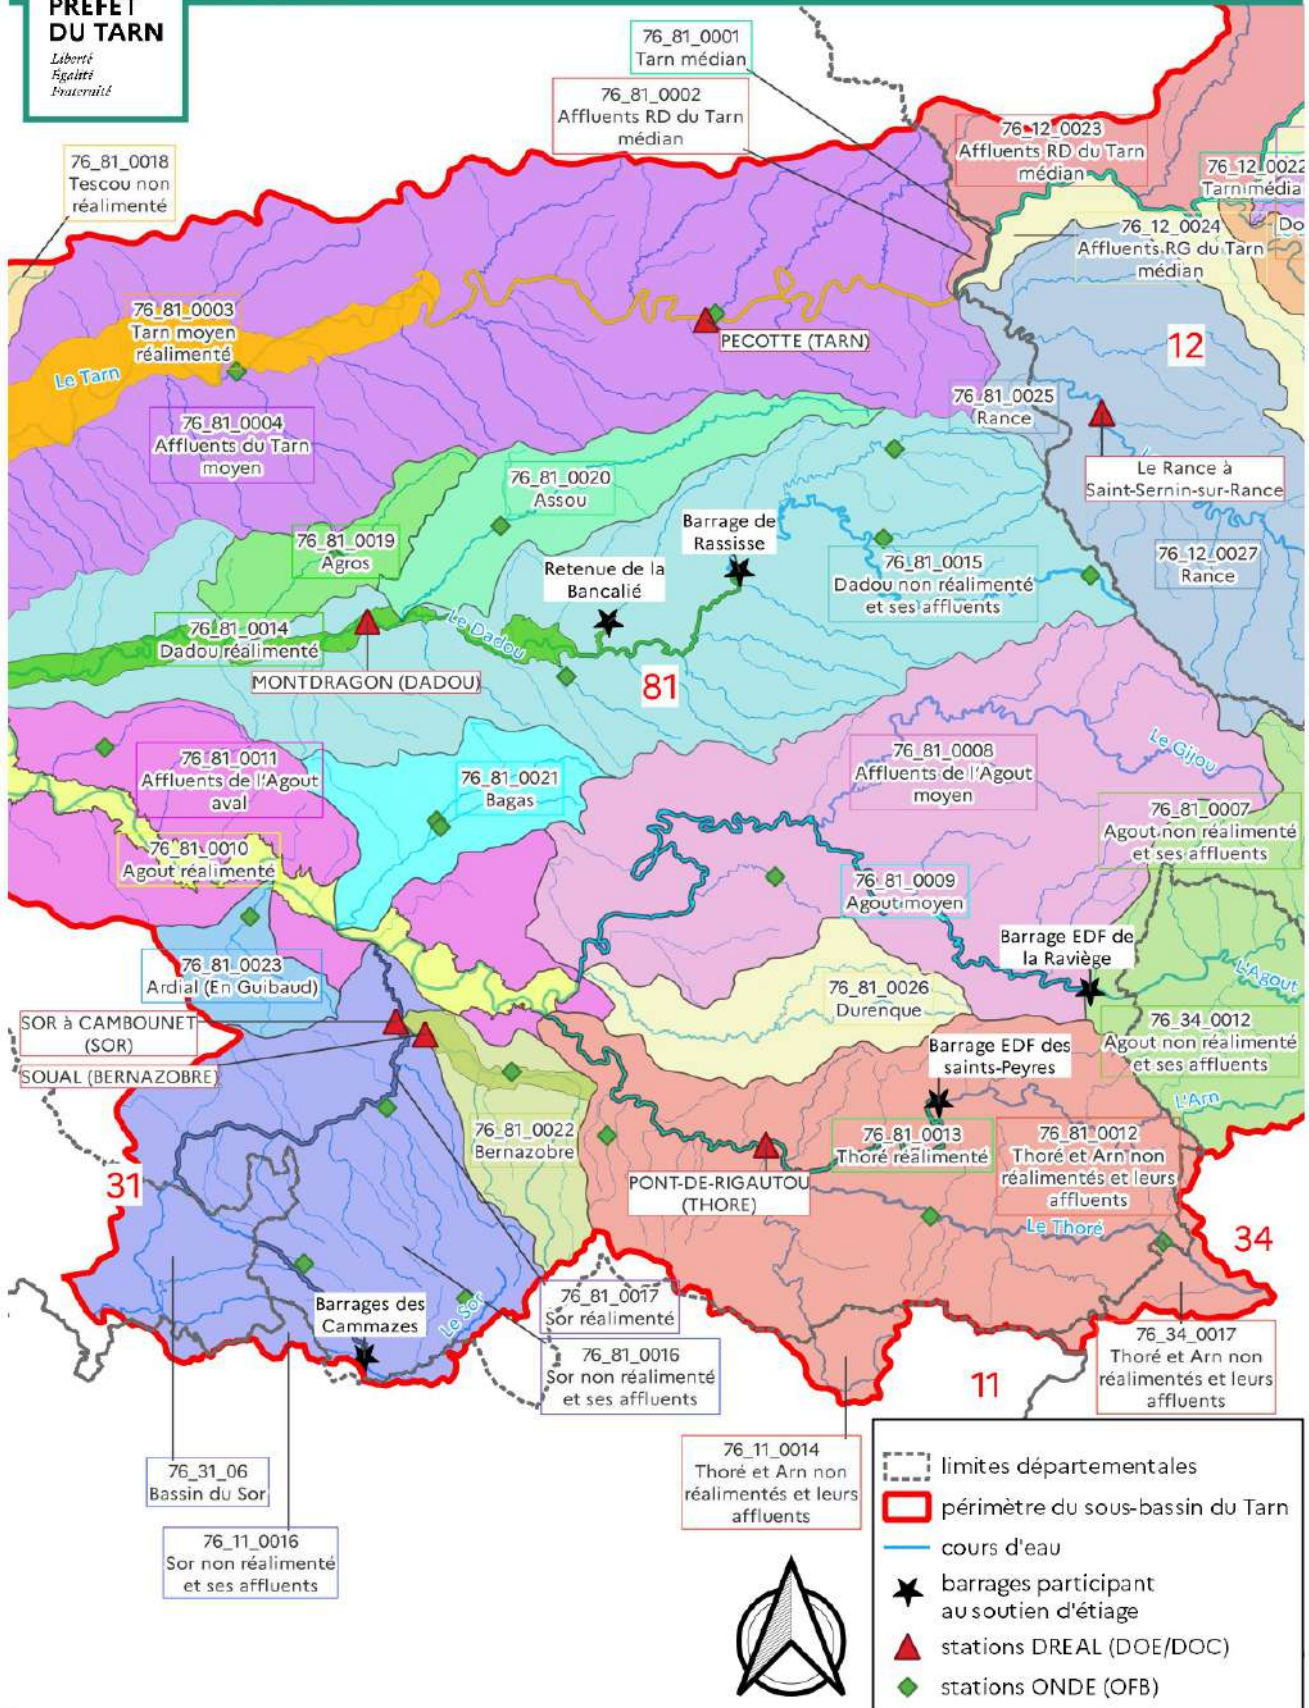 PRÉFET
DU TARN
Liberté
Égalité
Fraternité
76_81_0001
Tarn médian
76_81_0002
Affluents RD du Tarn
médian
76_12_0023
Affluents RD du Tarn
médian
76_12_0022
Tarn média
Do
76_81_0018
Tescou non
réalimenté
76_12_0024
Affluents RG du Tarn
médian
76_81_0003
Tarn moyen
réalimenté
Le Tarn
PECOTTE (TARN)
12
76_81_0004
Affluents du Tarn
moyen
76_81_0025
Rance
Le Rance à
Saint-Sernin-sur-Rance
76_81_0020
Assou
76_81_0019
Agros
Barrage de
Rassisse
Retenue de la
Bancalié
76_81_0015
Dadou non réalimenté
et ses affluents
76_12_0027
Rance
76_81_0014
Dadou réalimenté
Le Dadou
MONTDRAGON (DADOU)
81
76_81_0011
Affluents de l'Agout
aval
76_81_0021
Bagas
76_81_0008
Affluents de l'Agout
moyen
Le Gijou
76_81_0007
Agout non réalimenté
et ses affluents
76_81_0010
Agout réalimenté
76_81_0009
Agout moyen
Barrage EDF de
la Raviège
L'Agout
76_81_0023
Ardial (En Guibaud)
76_81_0026
Durenque
76_34_0012
Agout non réalimenté
et ses affluents
SOR à CAMBOUNET
(SOR)
SOUAL (BERNAZOBRE)
Barrage EDF des
saints-Peyres
L'Arn
76_81_0022
Bernazobre
76_81_0013
Thoré réalimenté
76_81_0012
Thoré et Arn non
réalimentés et leurs
affluents
PONT-DE-RIGAUTOU
(THORE)
Le Thoré
31
34
76_81_0017
Sor réalimenté
Barrages des
Cammazes
Le Sor
76_81_0016
Sor non réalimenté
et ses affluents
76_34_0017
Thoré et Arn non
réalimentés et leurs
affluents
11
76_31_06
Bassin du Sor
76_11_0014
Thoré et Arn non
réalimentés et leurs
affluents
76_11_0016
Sor non réalimenté
et ses affluents
limites départementales
périmètre du sous-bassin du Tarn
cours d'eau
barrages participant
au soutien d'étiage
stations DREAL (DOE/DOC)
stations ONDE (OFB)